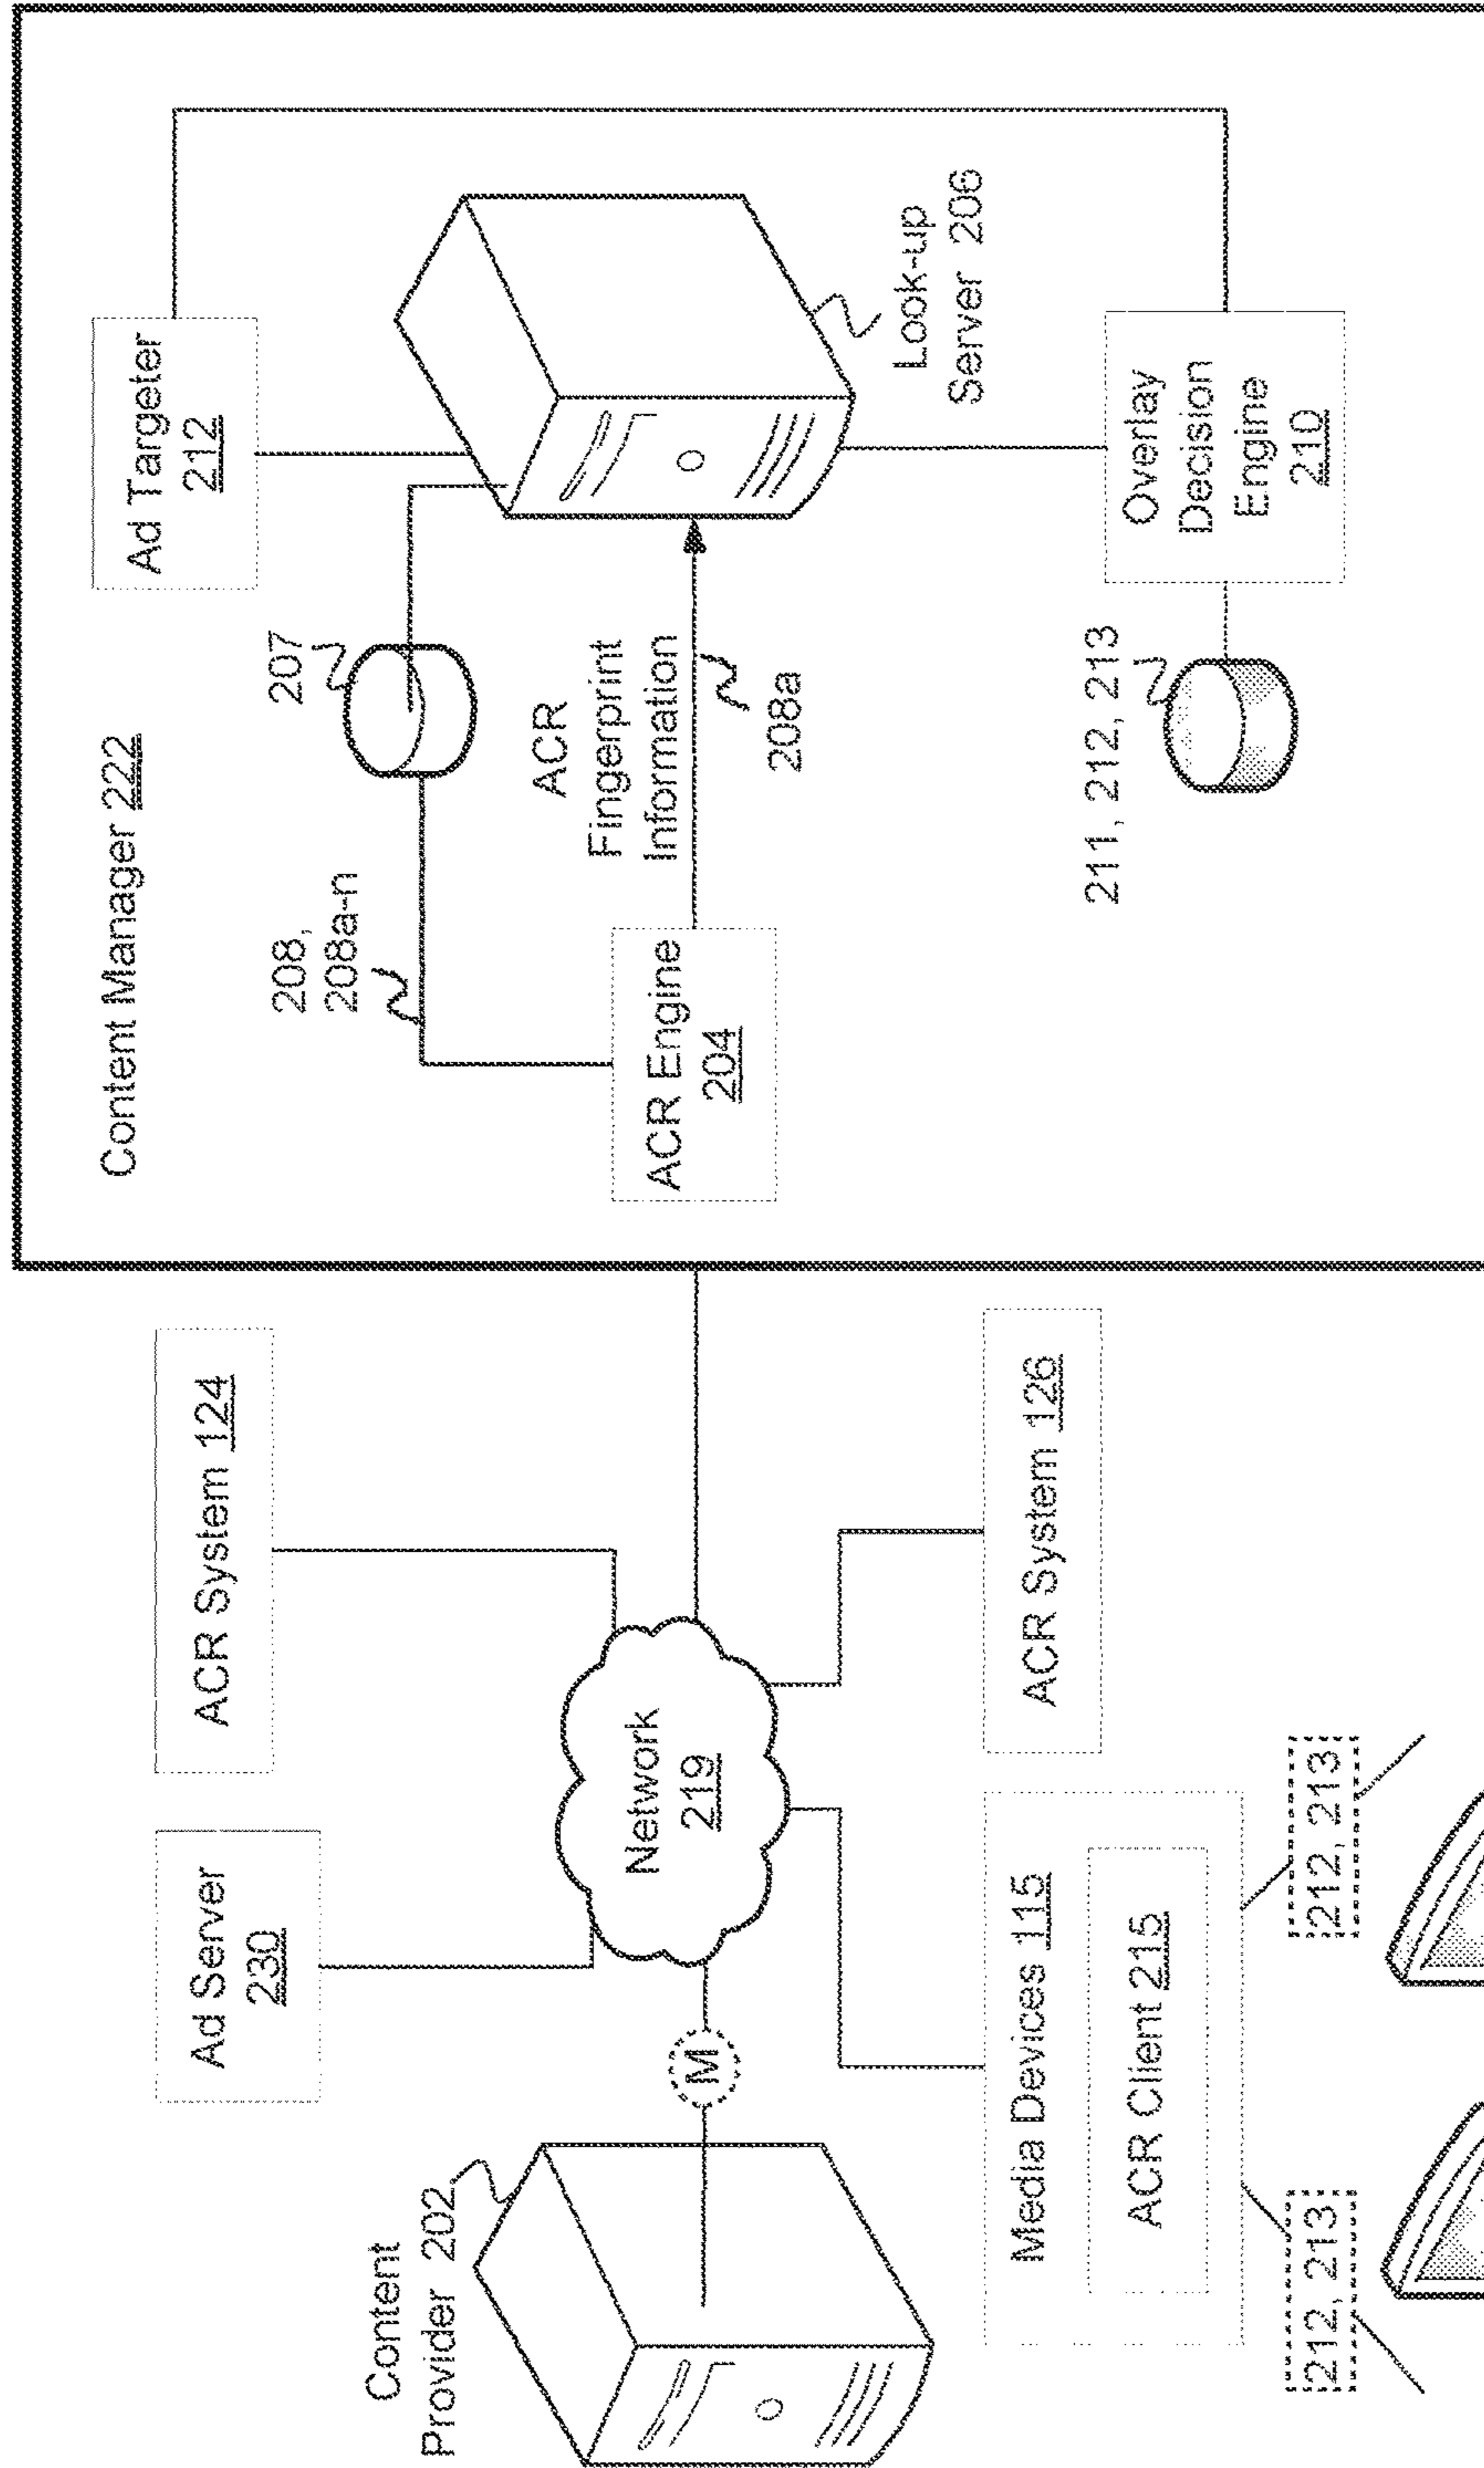 Content
Provider 202
Ad Server
230
ACR System 124
M
Network
219
Media Devices 115
ACR Client 215
ACR System 126
212, 213
212, 213
Content Manager 222
208,
208a-n
207
Ad Targeter
212
ACR Engine
204
ACR
Fingerprint
Information
208a
Look-up
Server 206
211, 212, 213
Overlay
Decision
Engine
210